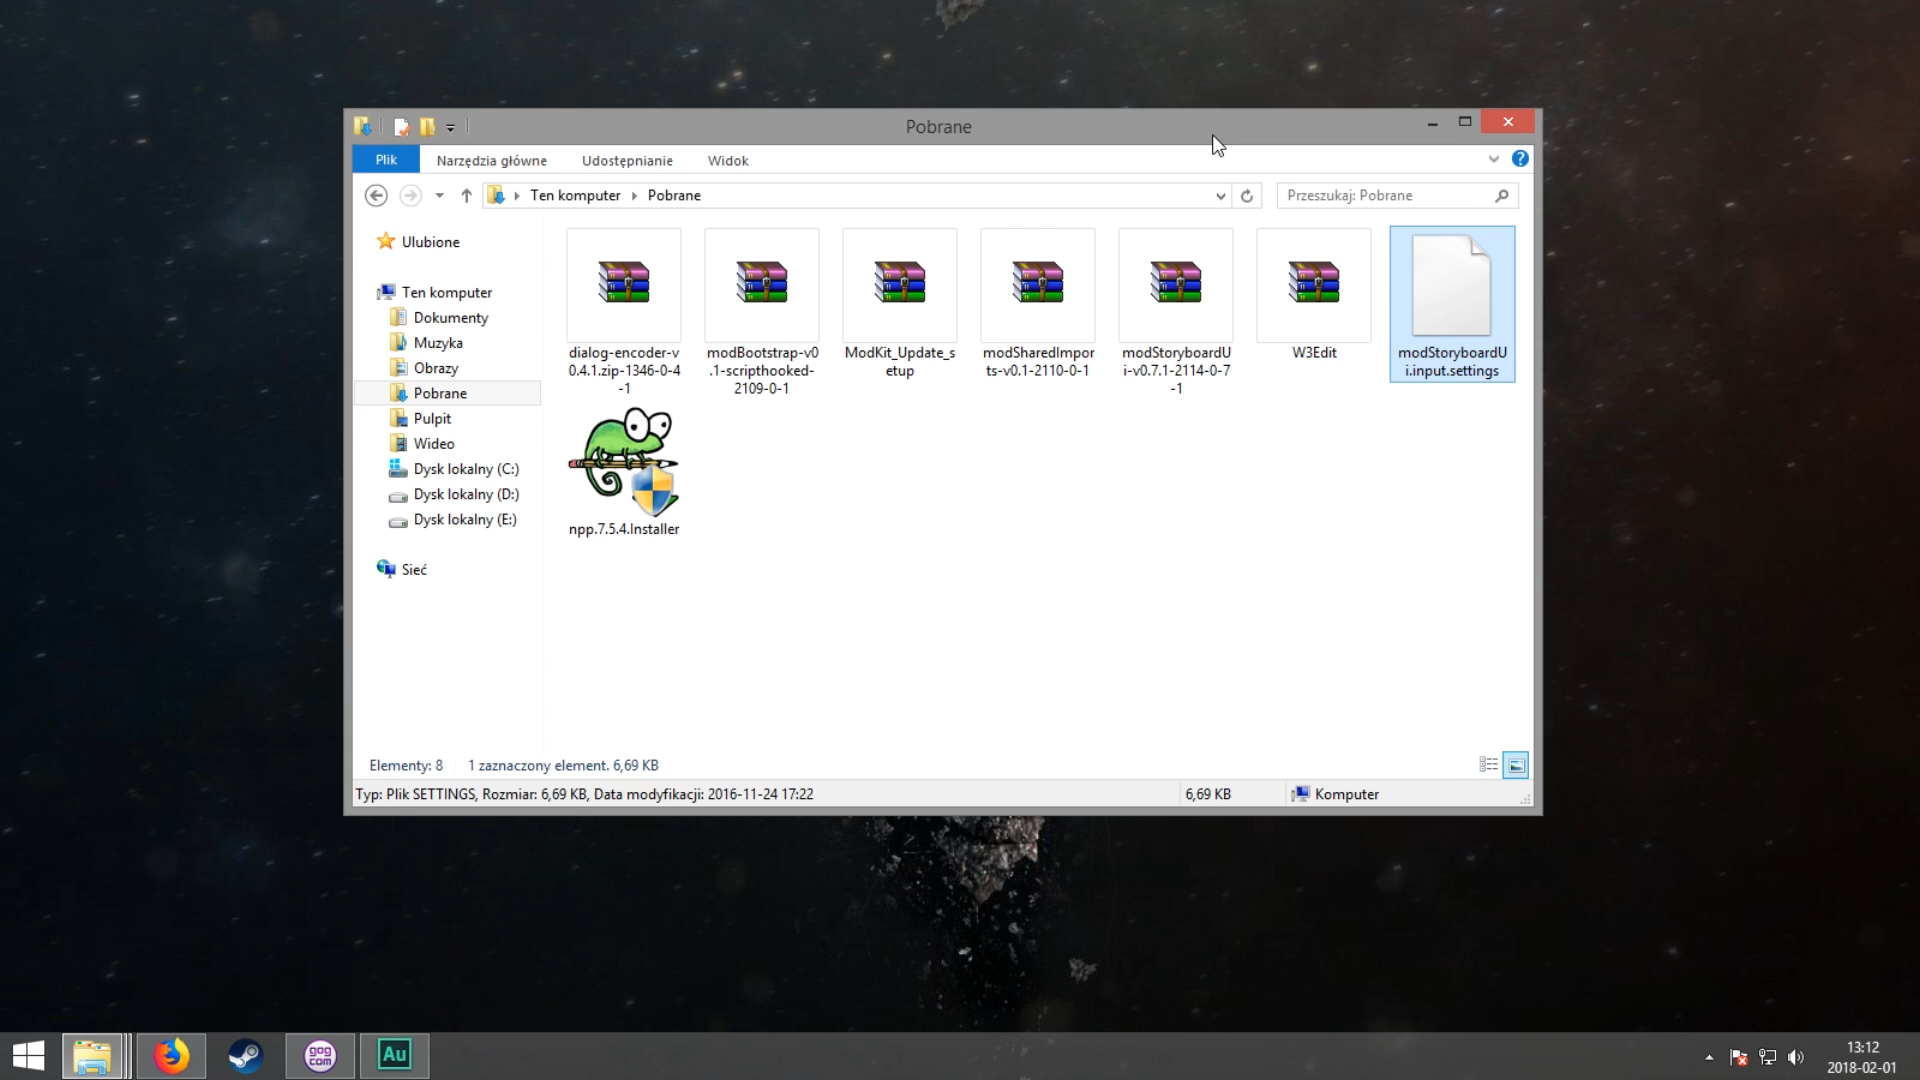 Pobrane
Plik
Narzędzia główne
Udostępnianie
Widok
Ten komputer
Pobrane
Przeszukaj: Pobrane
Ulubione
Ten komputer
Dokumenty
Muzyka
Obrazy
Pobrane
Pulpit
Wideo
Dysk lokalny (C:)
Dysk lokalny (D:)
Dysk lokalny (E:)
Sieć
dialog-encoder-v
0.4.1.zip-1346-0-4
-1
modBootstrap-v0
.1-scripthooked-
2109-0-1
ModKit_Update_s
etup
modSharedImpor
ts-v0.1-2110-0-1
modStoryboardU
i-v0.7.1-2114-0-7
-1
W3Edit
modStoryboardU
i.input.settings
npp.7.5.4.Installer
Elementy: 8
1 zaznaczony element. 6,69 KB
Typ: Plik SETTINGS, Rozmiar: 6,69 KB, Data modyfikacji: 2016-11-24 17:22
6,69 KB
Komputer
gog
com
Au
13:12
2018-02-01